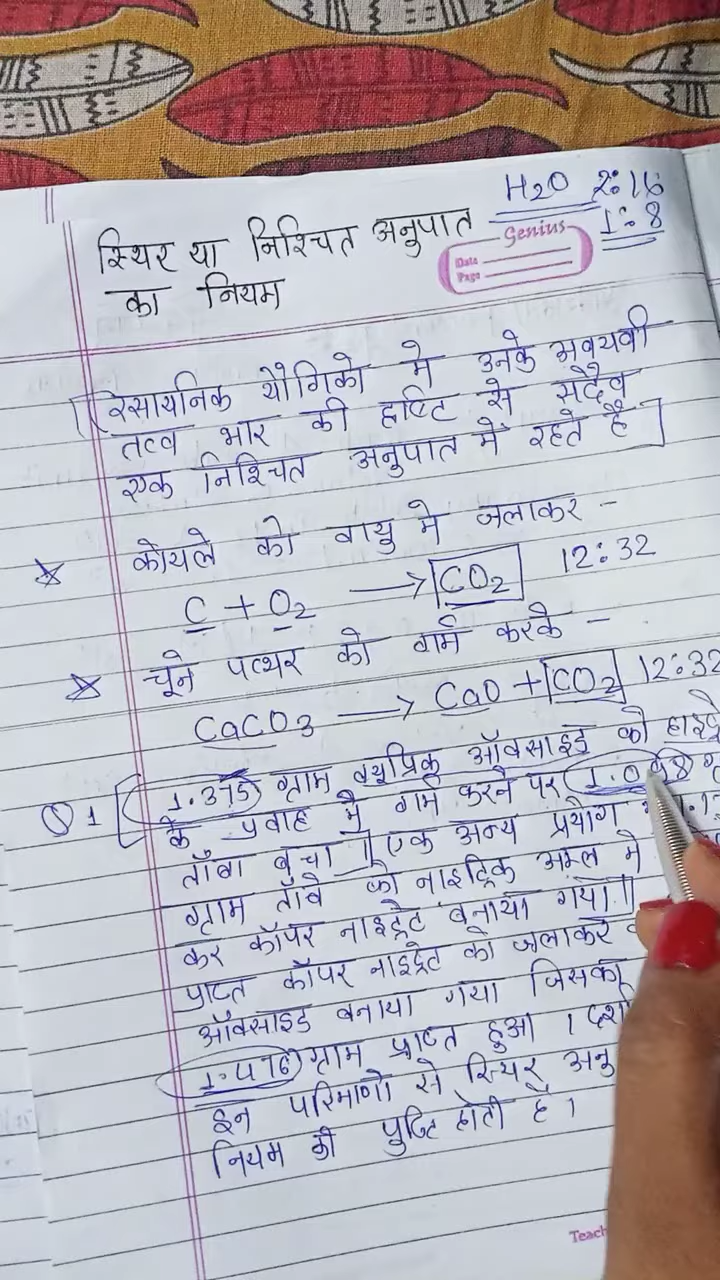 H2O 2:16
1:8
Genius
Date
Page
स्थिर या निश्चित अनुपात
का नियम
[रसायनिक यौगिको मे उनके अवयवी
तत्व भार की दृष्टि से सदैव
एक निश्चित अनुपात में रहते है]
कोयले को वायु मे जलाकर -
C + O2 → CO2 12:32
चूने पत्थर को गर्म करके -
CaCO3 → CaO + CO2 12:32
Q1 [1.375 ग्राम क्यूप्रिक ऑक्साइड को
के प्रवाह मे गर्म करने पर 1.098
ताँबा बचा। एक अन्य प्रयोग
ग्राम ताँबे को नाइट्रिक अम्ल मे
कर कॉपर नाइट्रेट बनाया गया।
प्राप्त कॉपर नाइट्रेट को जलाकर
ऑक्साइड बनाया गया जिसका
1.476 ग्राम प्राप्त हुआ।
इन परिमाणो से स्थिर
नियम की पुष्टि होती है।
Teach